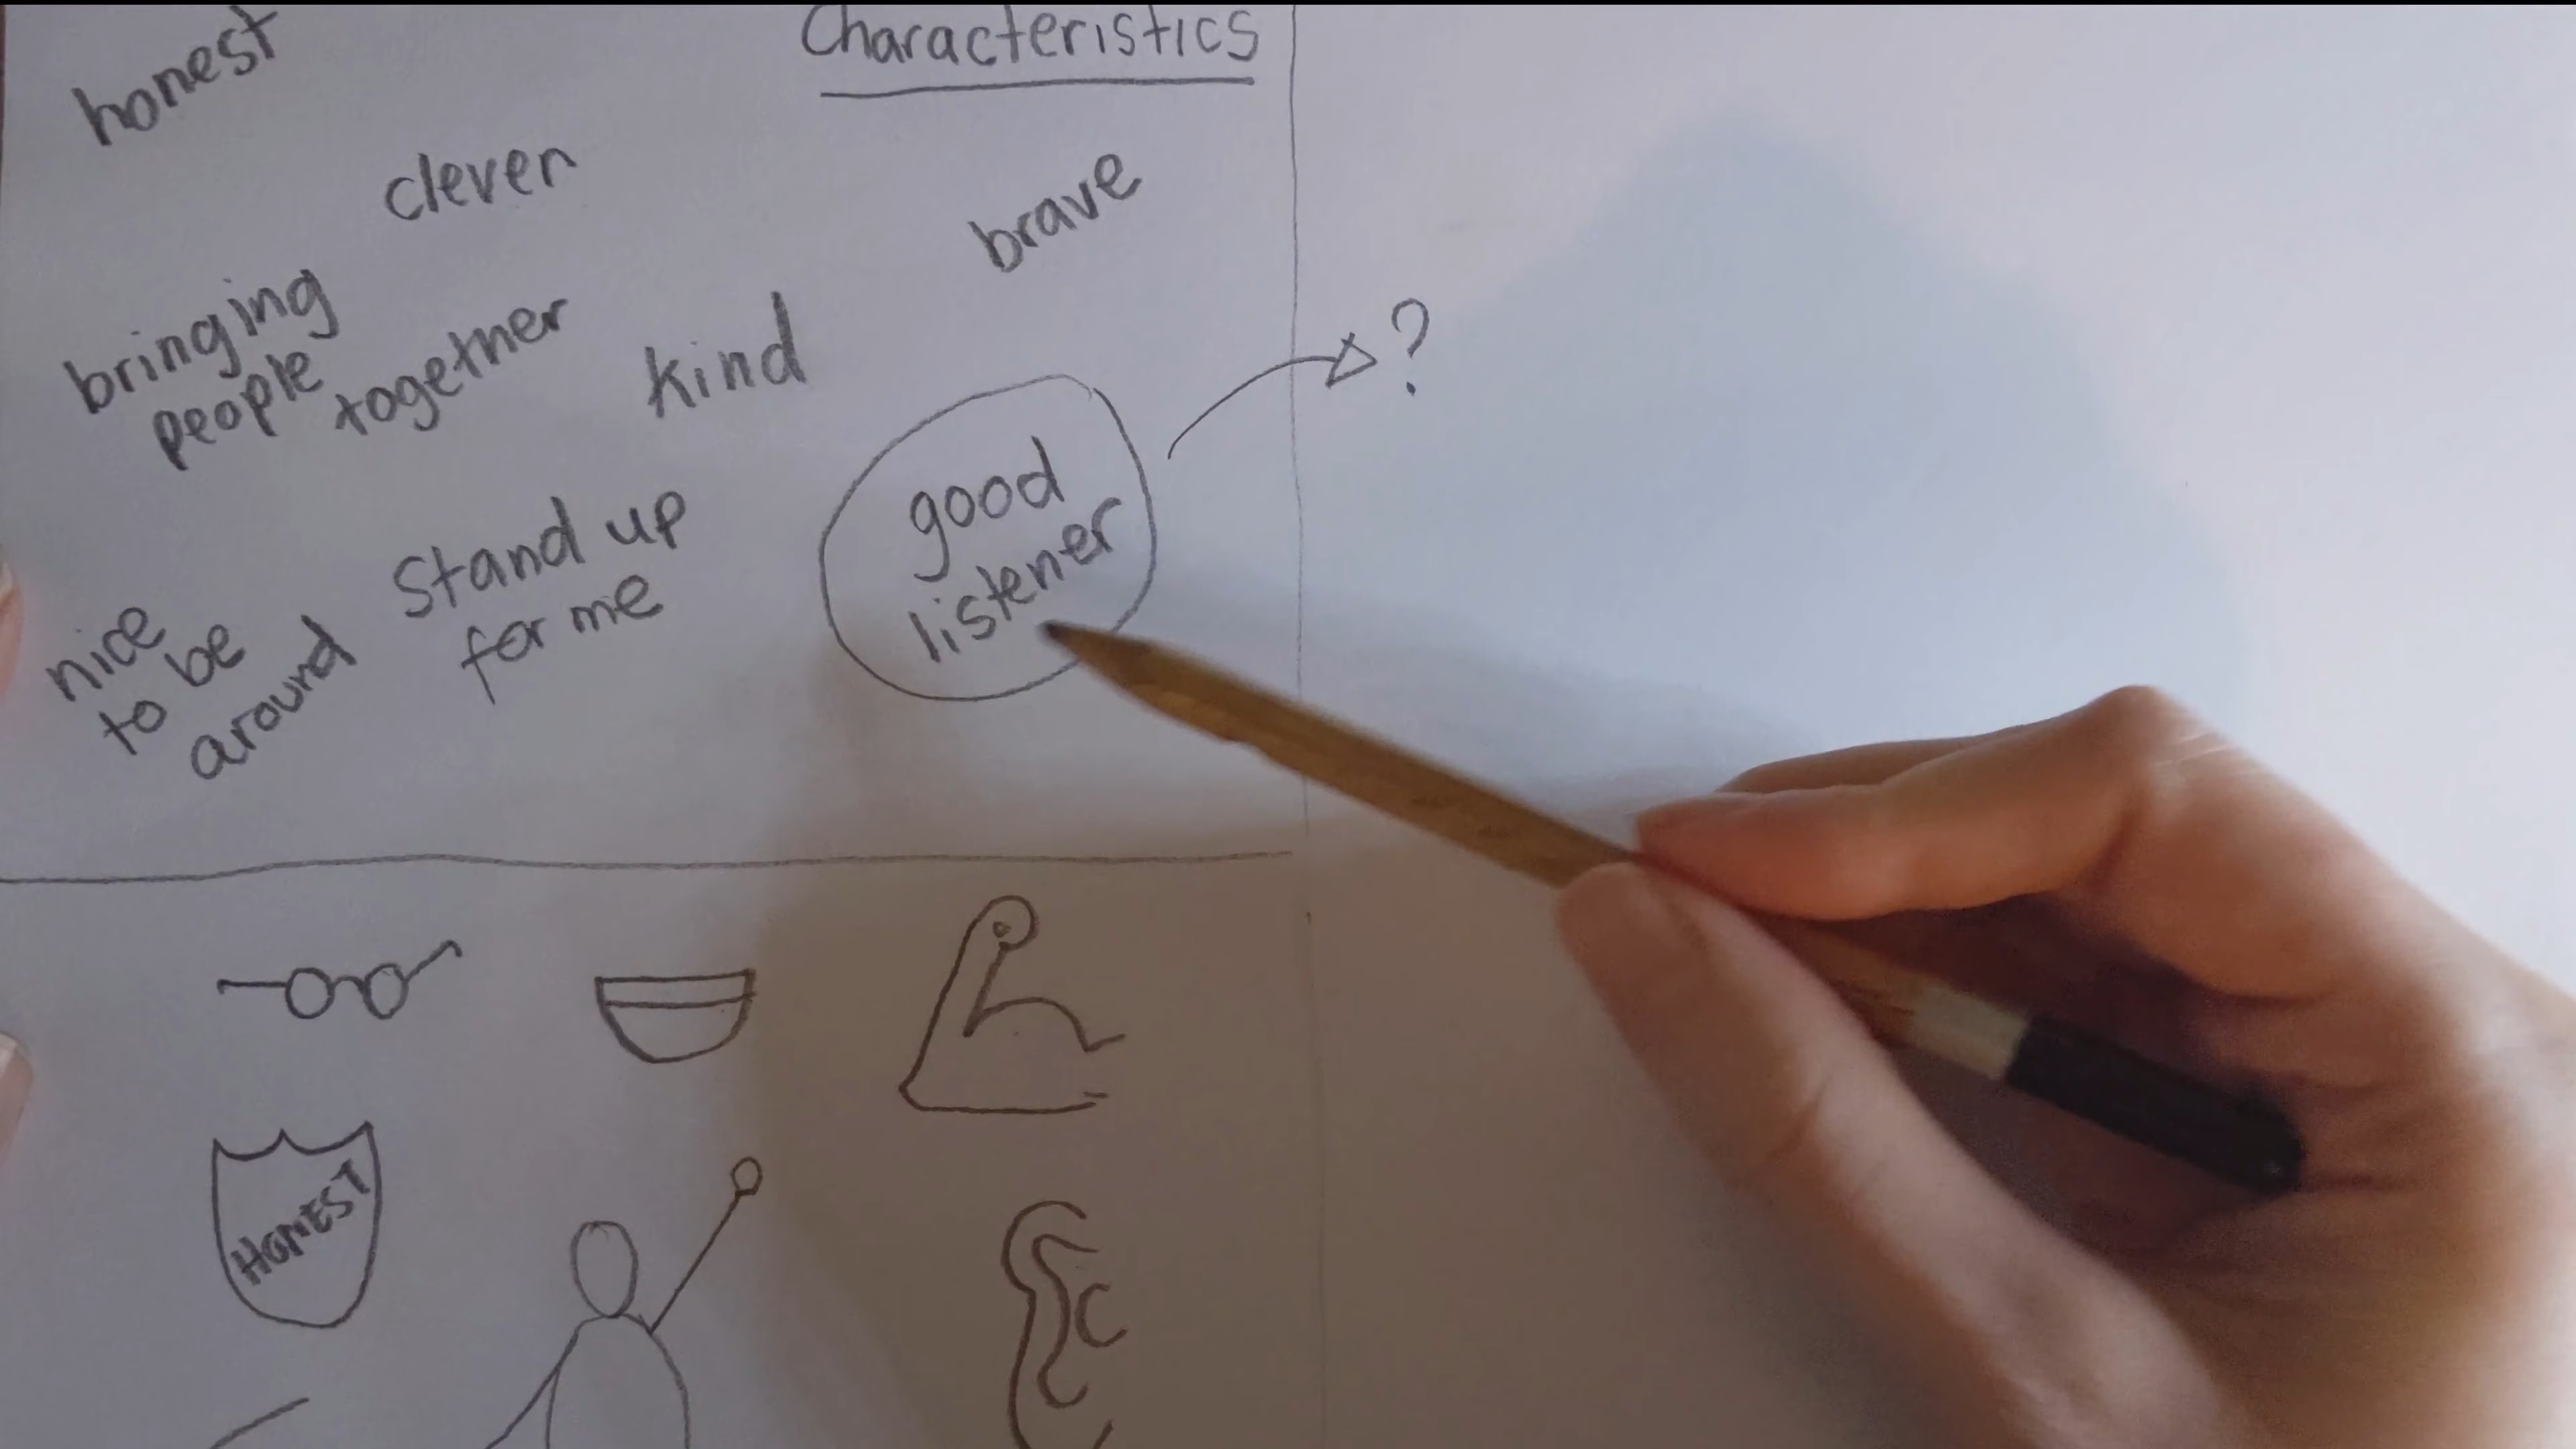 Characteristics
honest
clever
brave
bringing
people together
kind
?
good
listener
Stand up
for me
nice
to be
around
HONEST